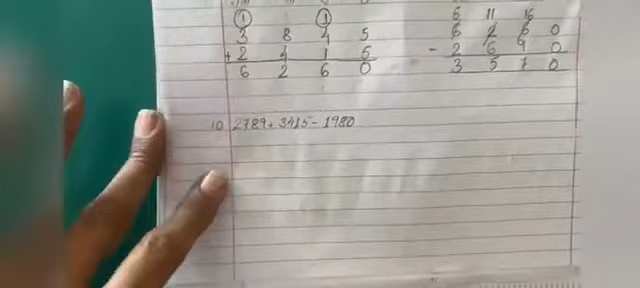 1 1 6 11 16
3 8 4 5 6 2 6 0
+ 2 4 1 5 - 2 6 9 0
6 2 6 0 3 5 7 0
10 2789 + 3415 - 1980